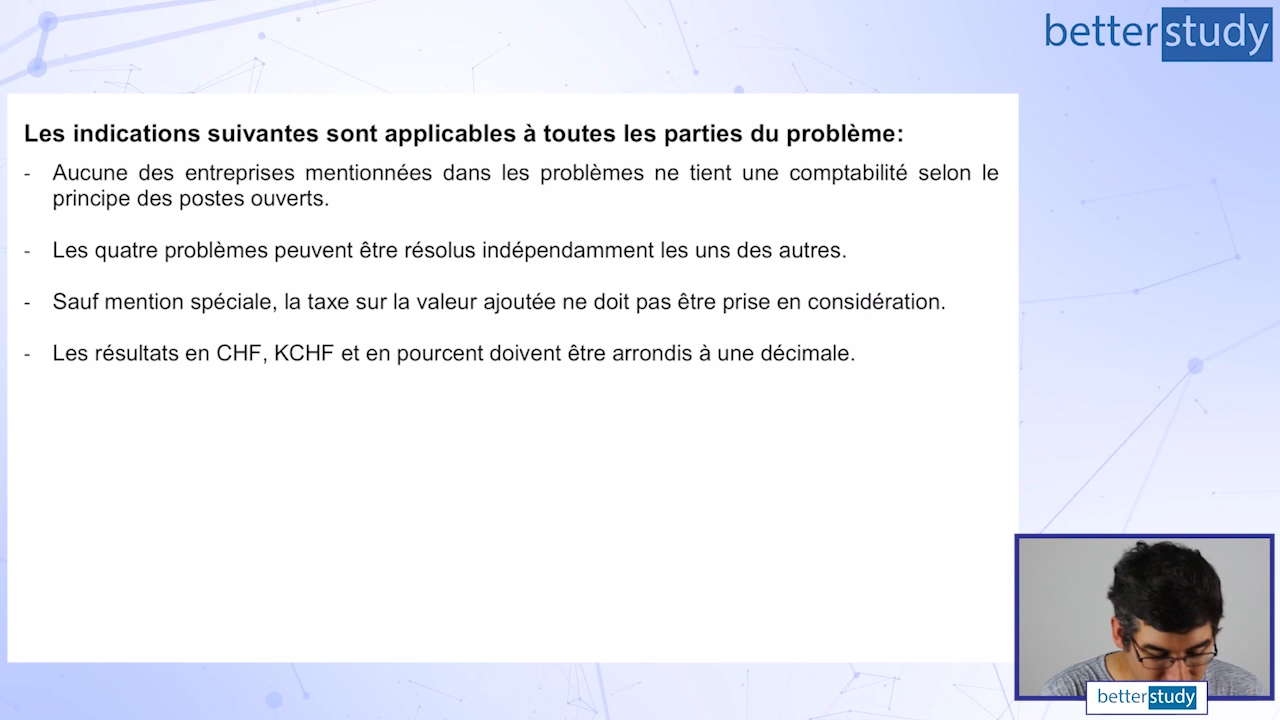 betterstudy
Les indications suivantes sont applicables à toutes les parties du problème:
- Aucune des entreprises mentionnées dans les problèmes ne tient une comptabilité selon le
principe des postes ouverts.
- Les quatre problèmes peuvent être résolus indépendamment les uns des autres.
- Sauf mention spéciale, la taxe sur la valeur ajoutée ne doit pas être prise en considération.
- Les résultats en CHF, KCHF et en pourcent doivent être arrondis à une décimale.
betterstudy